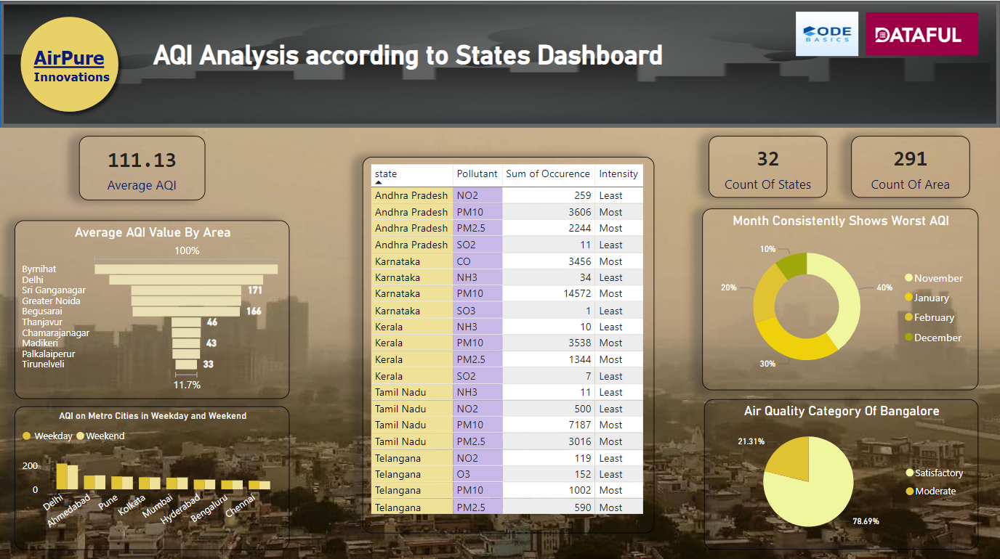 AirPure
Innovations
AQI Analysis according to States Dashboard
CODE
BASICS
DATAFUL
111.13
Average AQI
32
Count Of States
291
Count Of Area
Average AQI Value By Area
100%
Byrnihat
Delhi
Sri Ganganagar 171
Greater Noida
Begusarai 166
Thanjavur 46
Chamarajanagar
Madikeri 43
Palkalaiperur
Tirunelveli 33
11.7%
AQI on Metro Cities in Weekday and Weekend
Weekday Weekend
200
0
Delhi Ahmedabad Pune Kolkata Mumbai Hyderabad Bengaluru Chennai
state Pollutant Sum of Occurence Intensity
Andhra Pradesh NO2 259 Least
Andhra Pradesh PM10 3606 Most
Andhra Pradesh PM2.5 2244 Most
Andhra Pradesh SO2 11 Least
Karnataka CO 3456 Most
Karnataka NH3 34 Least
Karnataka PM10 14572 Most
Karnataka SO3 1 Least
Kerala NH3 10 Least
Kerala PM10 3538 Most
Kerala PM2.5 1344 Most
Kerala SO2 7 Least
Tamil Nadu NH3 11 Least
Tamil Nadu NO2 500 Least
Tamil Nadu PM10 7187 Most
Tamil Nadu PM2.5 3016 Most
Telangana NO2 119 Least
Telangana O3 152 Least
Telangana PM10 1002 Most
Telangana PM2.5 590 Most
Month Consistently Shows Worst AQI
10%
20%
40%
30%
November
January
February
December
Air Quality Category Of Bangalore
21.31%
78.69%
Satisfactory
Moderate